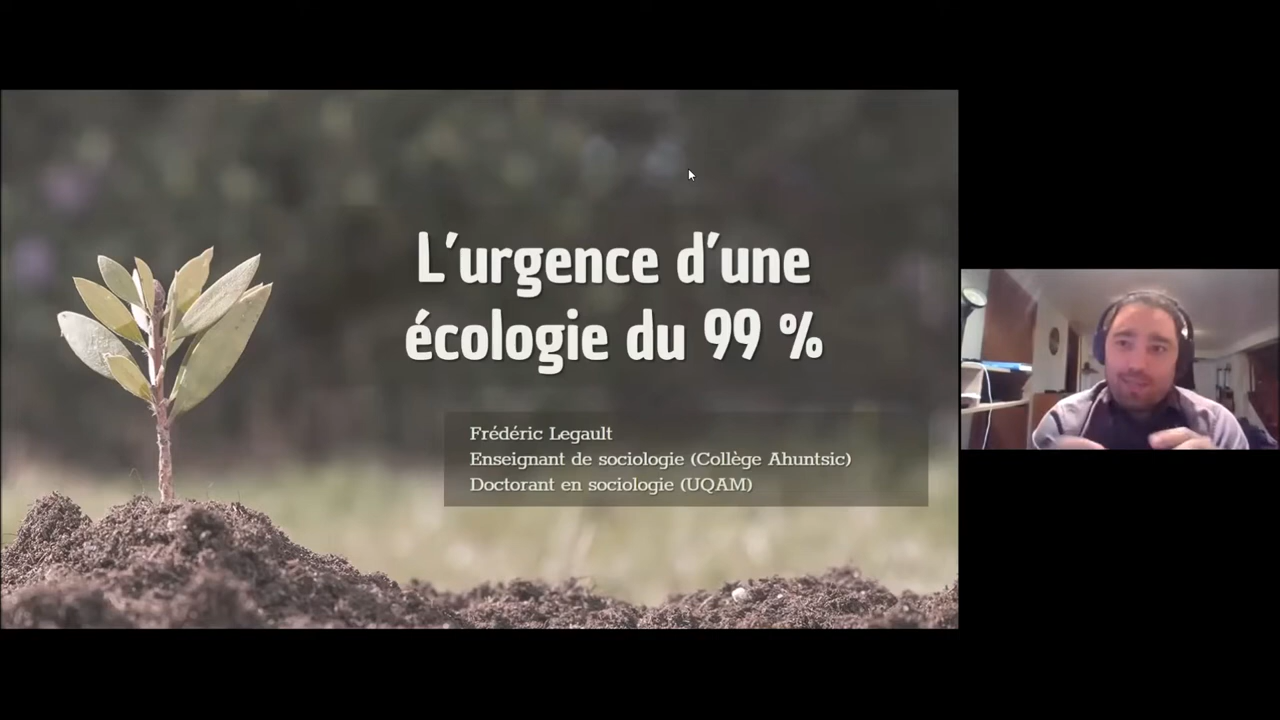 L'urgence d'une
écologie du 99 %
Frédéric Legault
Enseignant de sociologie (Collège Ahuntsic)
Doctorant en sociologie (UQAM)